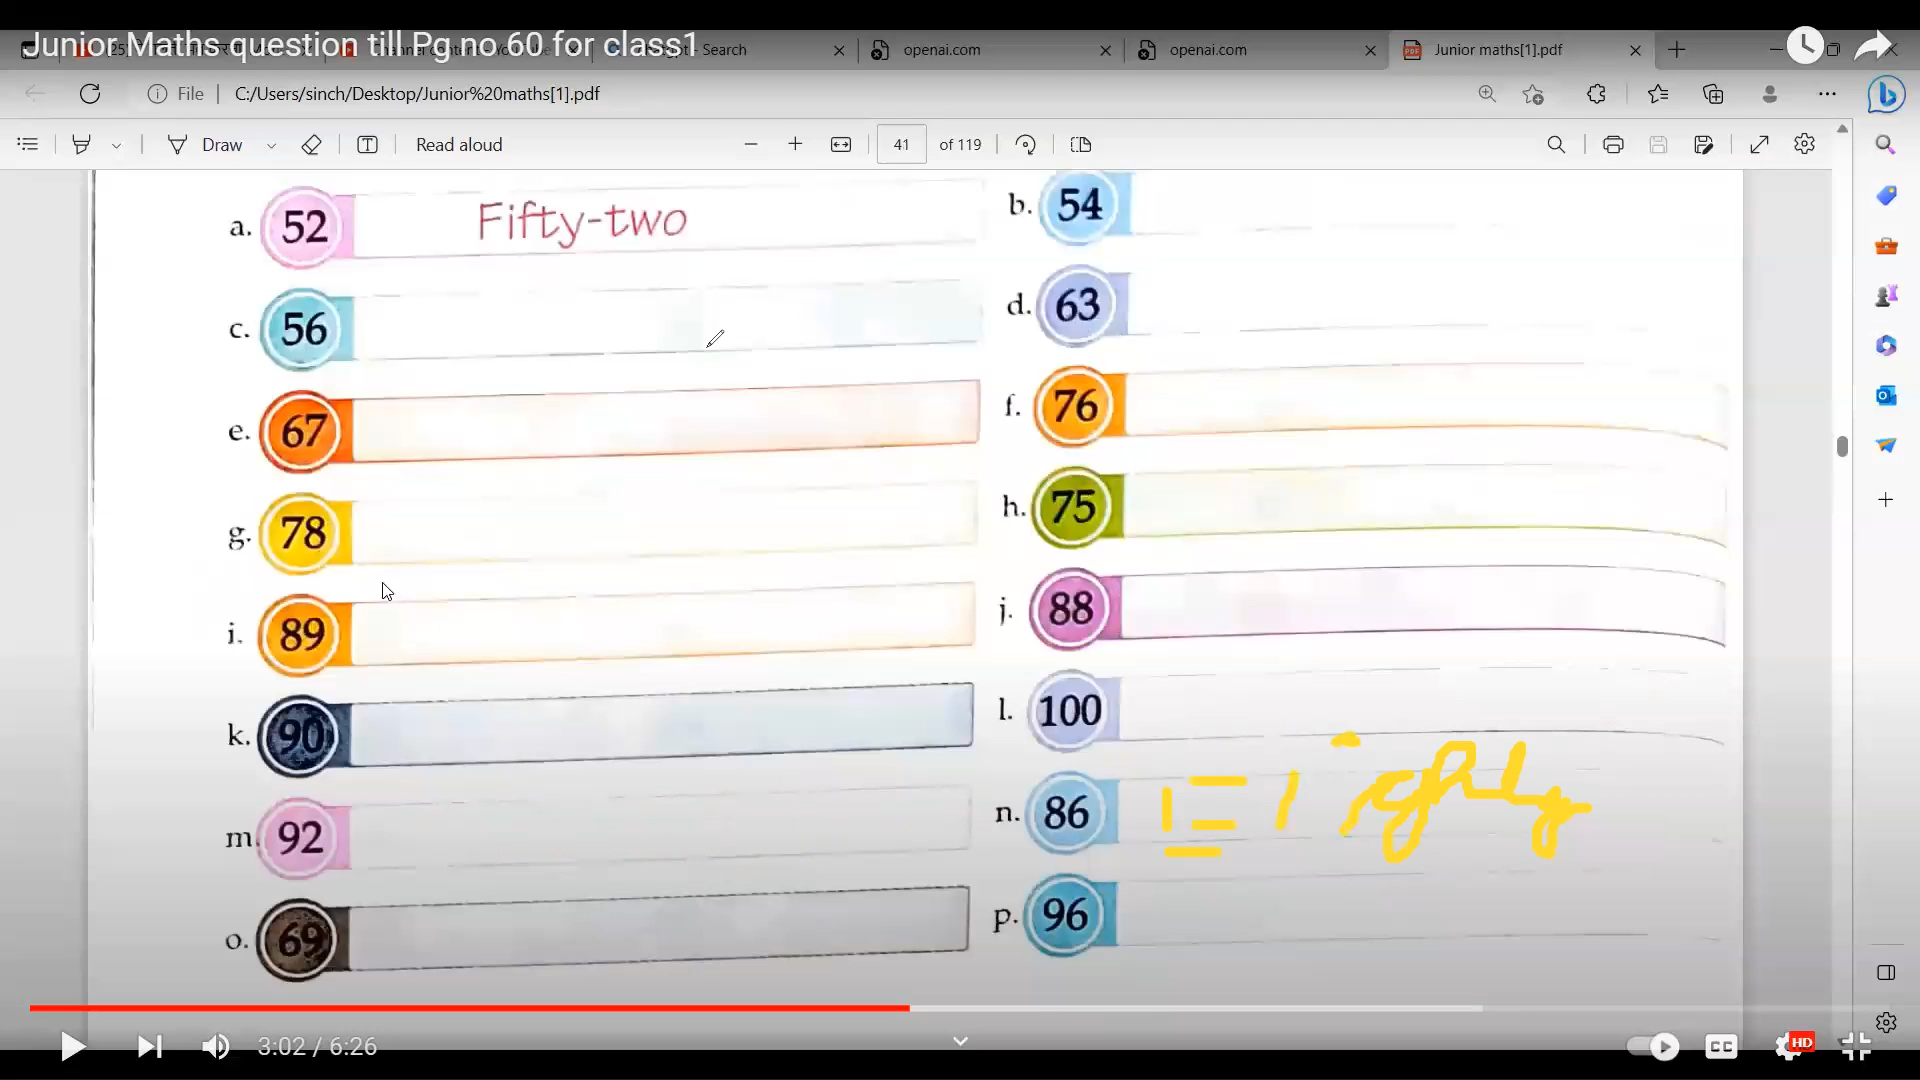 Junior Maths question till Pg no 60 for class1
Search
openai.com
openai.com
Junior maths[1].pdf
File
C:/Users/sinch/Desktop/Junior%20maths[1].pdf
Draw
Read aloud
41 of 119
a. 52 Fifty-two
b. 54
c. 56
d. 63
e. 67
f. 76
g. 78
h. 75
i. 89
j. 88
k. 90
l. 100
m. 92
n. 86
o. 69
p. 96
3:02 / 6:26
CC
HD